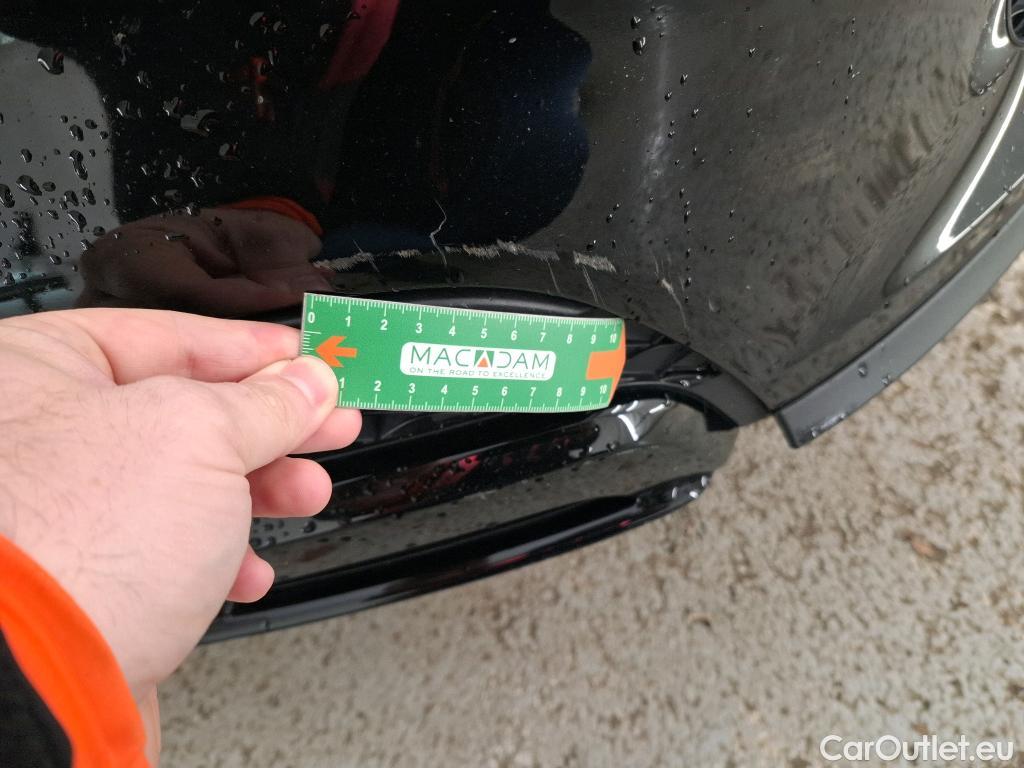 0 1 2 3 4 5 6 7 8 9 10
MACADAM
ON THE ROAD TO EXCELLENCE
1 2 3 4 5 6 7 8 9 10
CarOutlet.eu